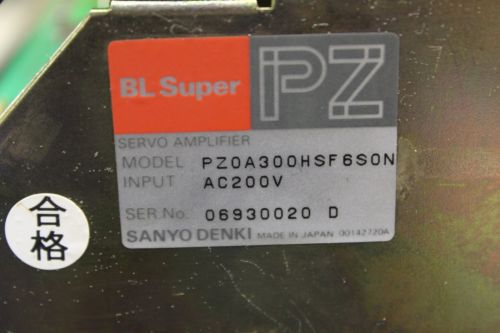 BL Super PZ
SERVO AMPLIFIER
MODEL PZ0A300HSF6S0N
INPUT AC200V
SER.No. 06930020 D
SANYO DENKI MADE IN JAPAN 00142720A
合格